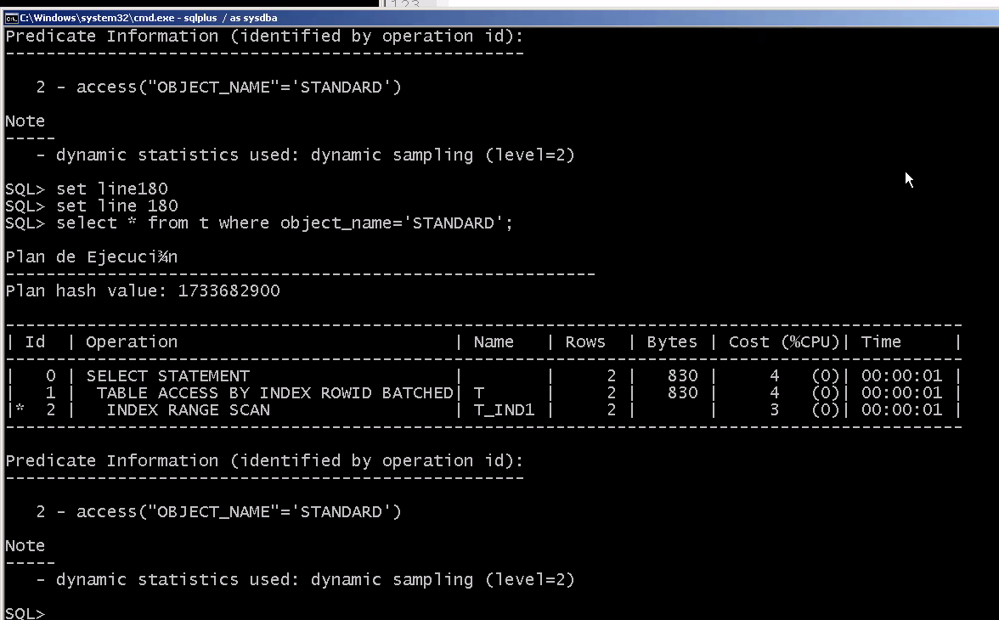 123
C:\Windows\system32\cmd.exe - sqlplus / as sysdba
Predicate Information (identified by operation id):
---------------------------------------------------
   2 - access("OBJECT_NAME"='STANDARD')
Note
-----
   - dynamic statistics used: dynamic sampling (level=2)
SQL> set line180
SQL> set line 180
SQL> select * from t where object_name='STANDARD';
Plan de Ejecuci¾n
----------------------------------------------------------
Plan hash value: 1733682900
----------------------------------------------------------------------------------------------
| Id  | Operation                           | Name   | Rows  | Bytes | Cost (%CPU)| Time     |
----------------------------------------------------------------------------------------------
|   0 | SELECT STATEMENT                    |        |     2 |   830 |     4   (0)| 00:00:01 |
|   1 |  TABLE ACCESS BY INDEX ROWID BATCHED| T      |     2 |   830 |     4   (0)| 00:00:01 |
|*  2 |   INDEX RANGE SCAN                  | T_IND1 |     2 |       |     3   (0)| 00:00:01 |
----------------------------------------------------------------------------------------------
Predicate Information (identified by operation id):
---------------------------------------------------
   2 - access("OBJECT_NAME"='STANDARD')
Note
-----
   - dynamic statistics used: dynamic sampling (level=2)
SQL>